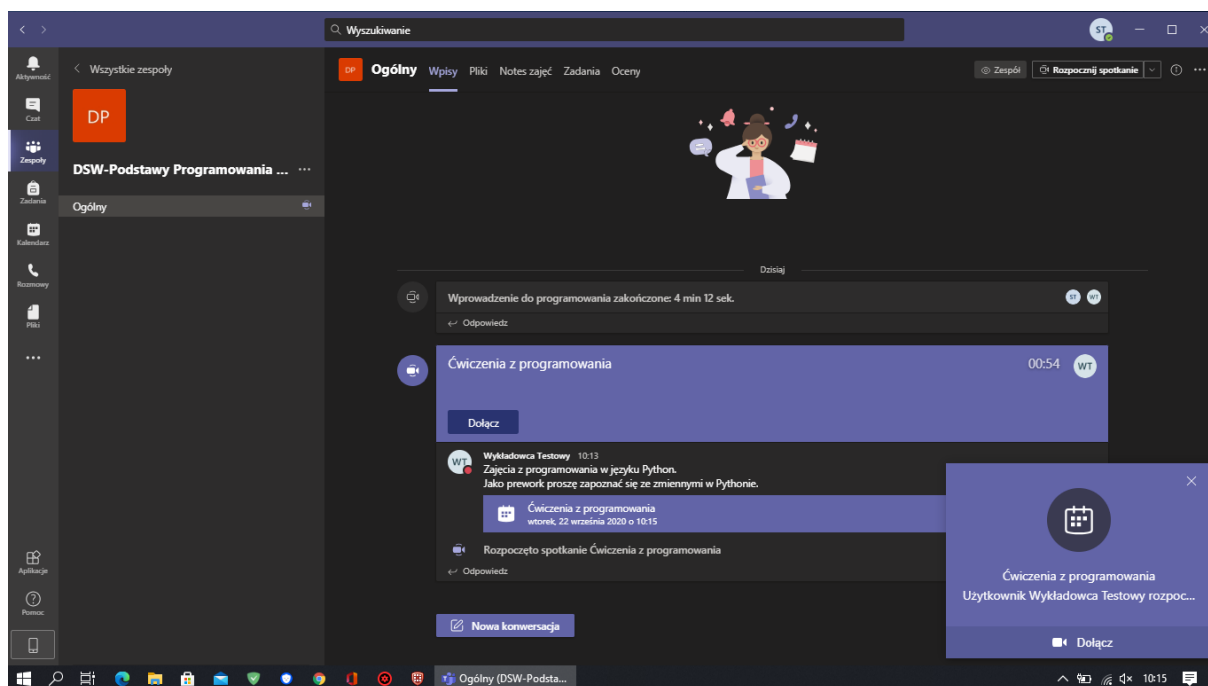 Wyszukiwanie
ST
Aktywność
Czat
Zespoły
Zadania
Kalendarz
Rozmowy
Pliki
Aplikacje
Pomoc
Wszystkie zespoły
DP
DSW-Podstawy Programowania ...
Ogólny
DP Ogólny Wpisy Pliki Notes zajęć Zadania Oceny
Zespół Rozpocznij spotkanie
Dzisiaj
Wprowadzenie do programowania zakończone: 4 min 12 sek. ST WT
Odpowiedz
Ćwiczenia z programowania 00:54 WT
Dołącz
WT Wykładowca Testowy 10:13
Zajęcia z programowania w języku Python.
Jako prework proszę zapoznać się ze zmiennymi w Pythonie.
Ćwiczenia z programowania
wtorek, 22 września 2020 o 10:15
Rozpoczęto spotkanie Ćwiczenia z programowania
Odpowiedz
Nowa konwersacja
Ćwiczenia z programowania
Użytkownik Wykładowca Testowy rozpoc...
Dołącz
Ogólny (DSW-Podsta...
10:15